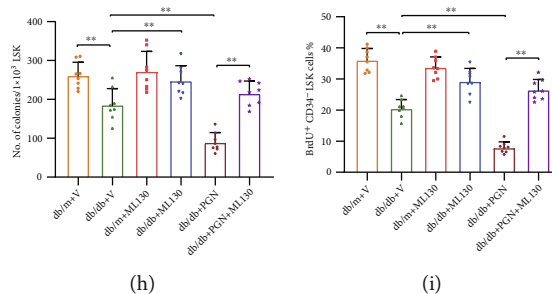 No. of colonies/1×10³ LSK
400
300
200
100
0
**
**
**
**
db/m+V
db/db+V
db/m+ML130
db/db+ML130
db/db+PGN
db/db+PGN+ML130
(h)
BrdU⁺ CD34⁻ LSK cells %
50
40
30
20
10
0
**
**
**
**
db/m+V
db/db+V
db/m+ML130
db/db+ML130
db/db+PGN
db/db+PGN+ML130
(i)